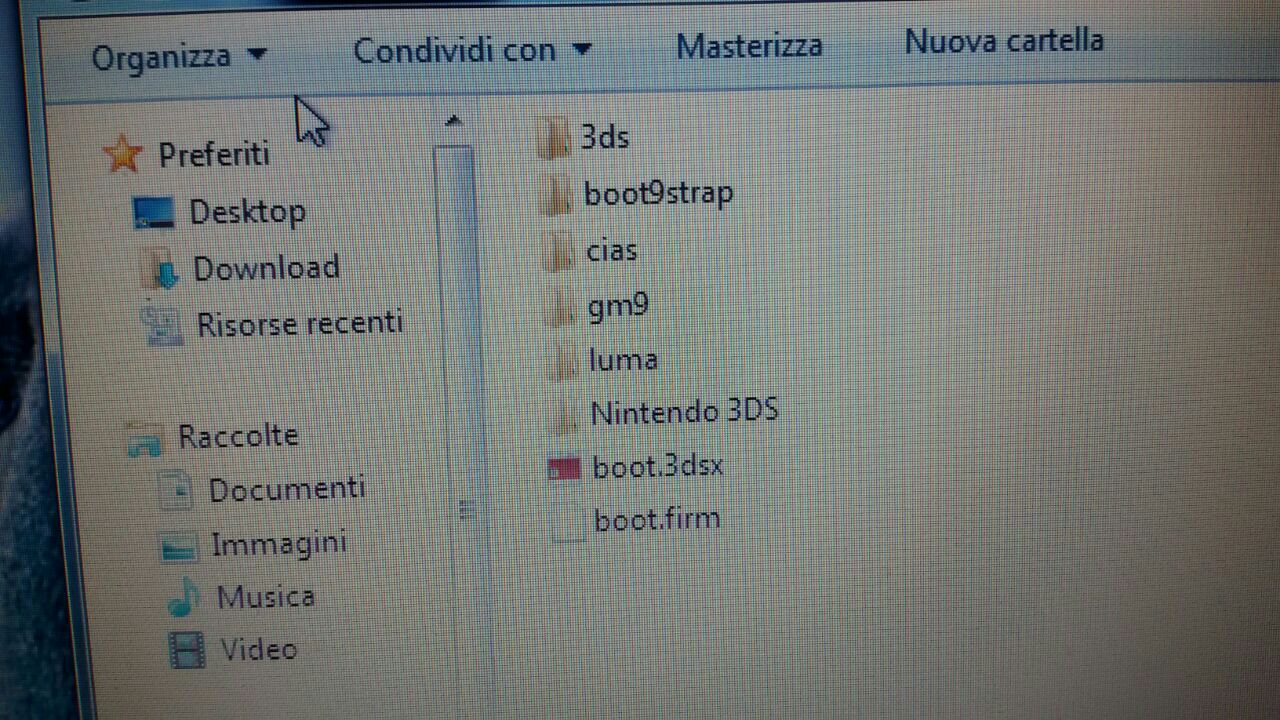 Organizza Condividi con Masterizza Nuova cartella
Preferiti
Desktop
Download
Risorse recenti
Raccolte
Documenti
Immagini
Musica
Video
3ds
boot9strap
cias
gm9
luma
Nintendo 3DS
boot.3dsx
boot.firm